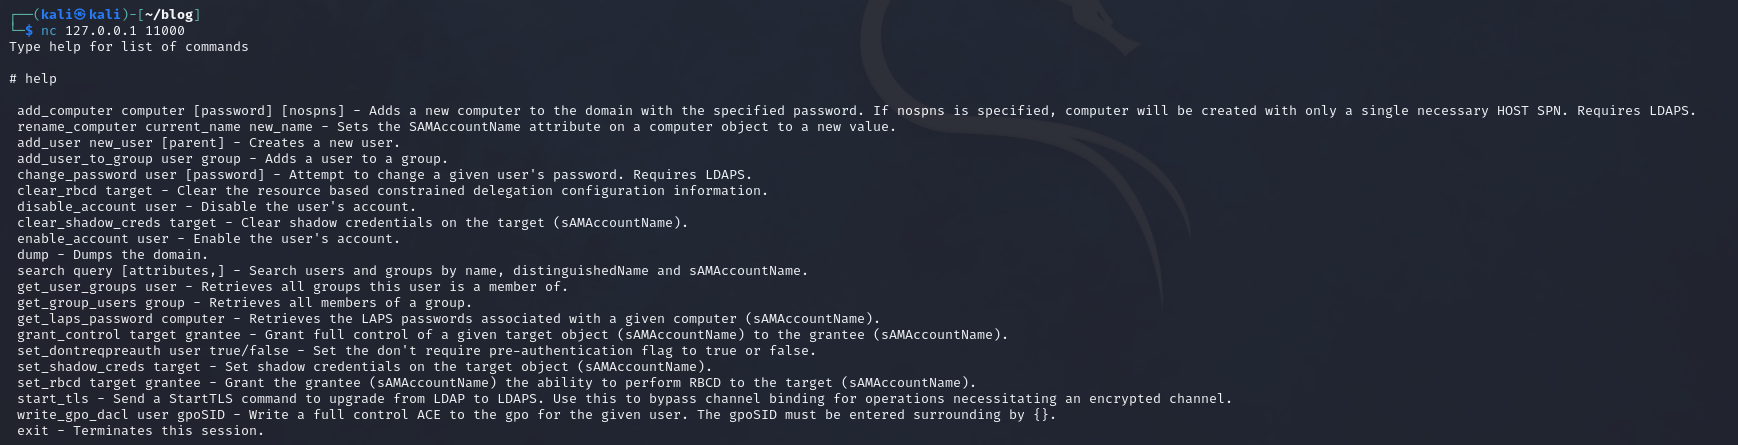 ┌──(kali㉿kali)-[~/blog]
└─$ nc 127.0.0.1 11000
Type help for list of commands
# help
add_computer computer [password] [nospns] - Adds a new computer to the domain with the specified password. If nospns is specified, computer will be created with only a single necessary HOST SPN. Requires LDAPS.
rename_computer current_name new_name - Sets the SAMAccountName attribute on a computer object to a new value.
add_user new_user [parent] - Creates a new user.
add_user_to_group user group - Adds a user to a group.
change_password user [password] - Attempt to change a given user's password. Requires LDAPS.
clear_rbcd target - Clear the resource based constrained delegation configuration information.
disable_account user - Disable the user's account.
clear_shadow_creds target - Clear shadow credentials on the target (sAMAccountName).
enable_account user - Enable the user's account.
dump - Dumps the domain.
search query [attributes,] - Search users and groups by name, distinguishedName and sAMAccountName.
get_user_groups user - Retrieves all groups this user is a member of.
get_group_users group - Retrieves all members of a group.
get_laps_password computer - Retrieves the LAPS passwords associated with a given computer (sAMAccountName).
grant_control target grantee - Grant full control of a given target object (sAMAccountName) to the grantee (sAMAccountName).
set_dontreqpreauth user true/false - Set the don't require pre-authentication flag to true or false.
set_shadow_creds target - Set shadow credentials on the target object (sAMAccountName).
set_rbcd target grantee - Grant the grantee (sAMAccountName) the ability to perform RBCD to the target (sAMAccountName).
start_tls - Send a StartTLS command to upgrade from LDAP to LDAPS. Use this to bypass channel binding for operations necessitating an encrypted channel.
write_gpo_dacl user gpoSID - Write a full control ACE to the gpo for the given user. The gpoSID must be entered surrounding by {}.
exit - Terminates this session.